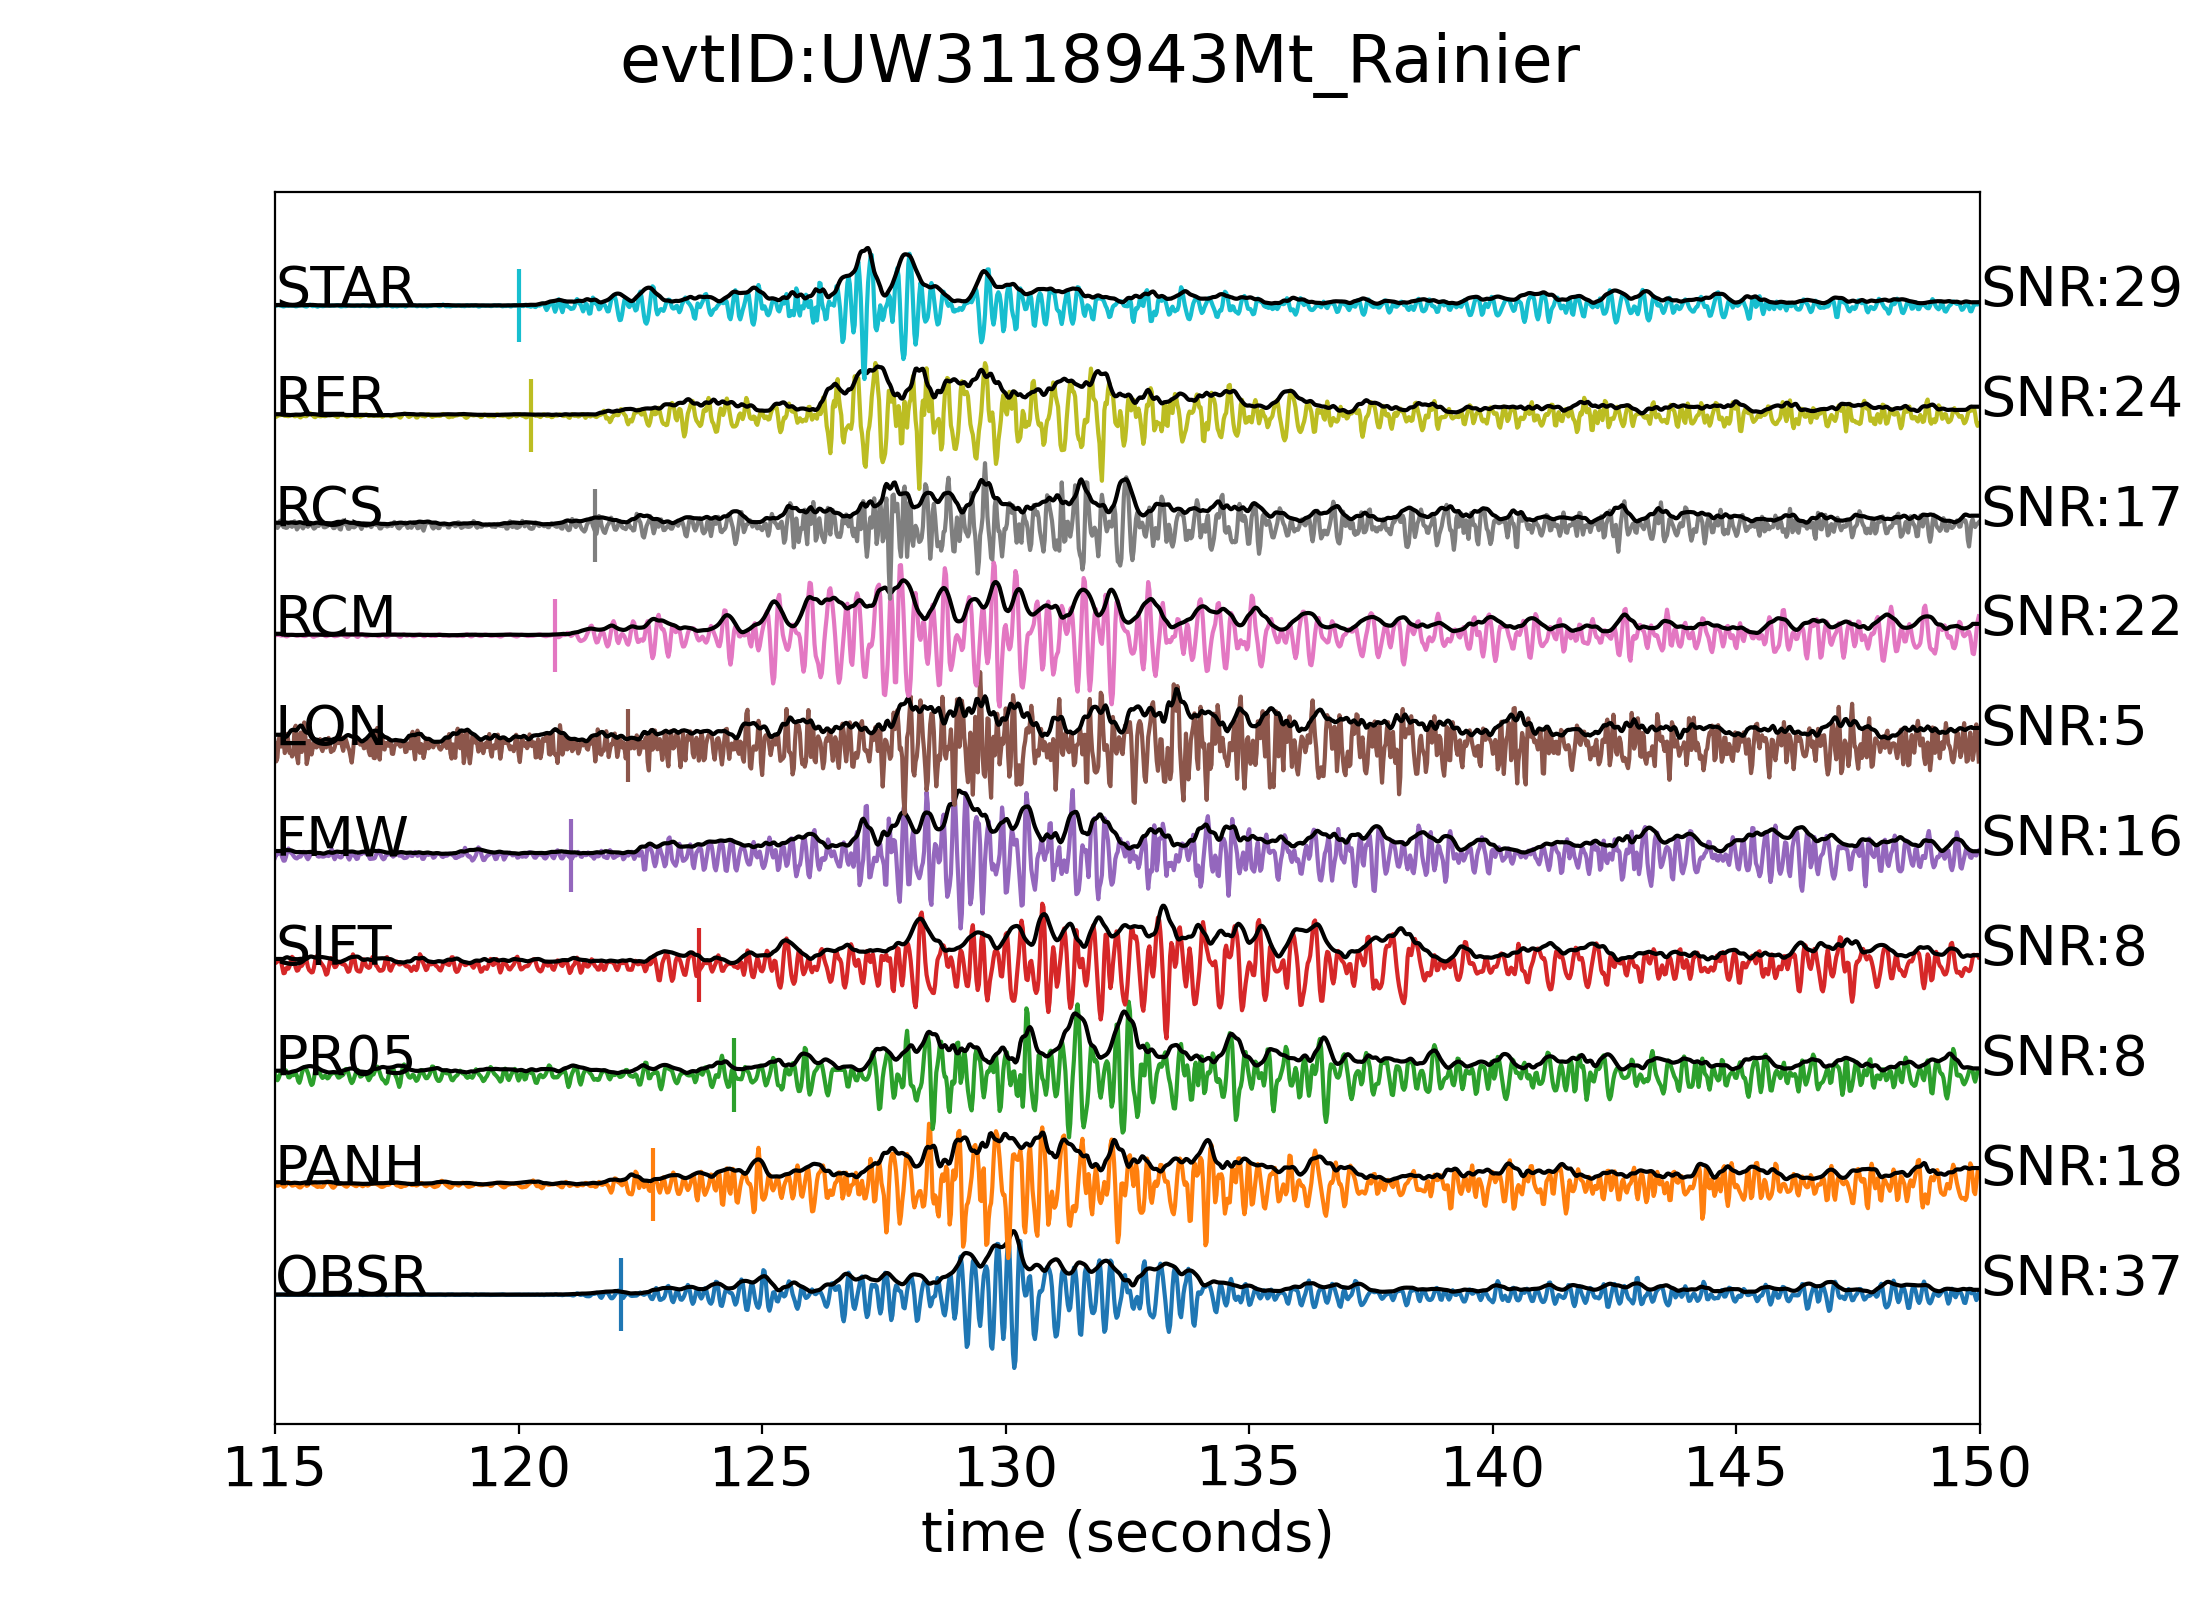 evtID:UW3118943Mt_Rainier
STAR SNR:29
RER SNR:24
RCS SNR:17
RCM SNR:22
LON SNR:5
FMW SNR:16
SIFT SNR:8
PR05 SNR:8
PANH SNR:18
OBSR SNR:37
115 120 125 130 135 140 145 150
time (seconds)